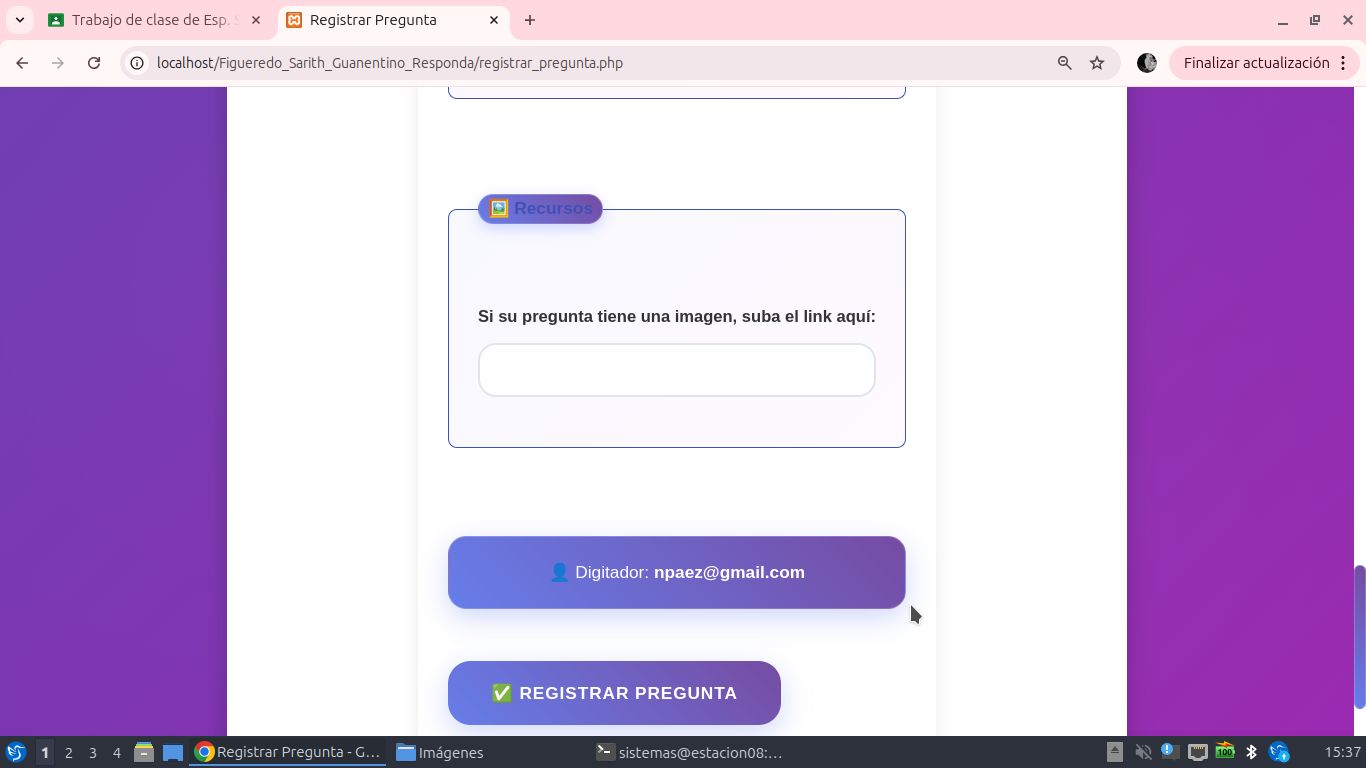 Trabajo de clase de Esp.
Registrar Pregunta
localhost/Figueredo_Sarith_Guanentino_Responda/registrar_pregunta.php
Finalizar actualización
Recursos
Si su pregunta tiene una imagen, suba el link aquí:
Digitador: npaez@gmail.com
REGISTRAR PREGUNTA
1 2 3 4
Registrar Pregunta - G...
Imágenes
sistemas@estacion08:...
100
15:37